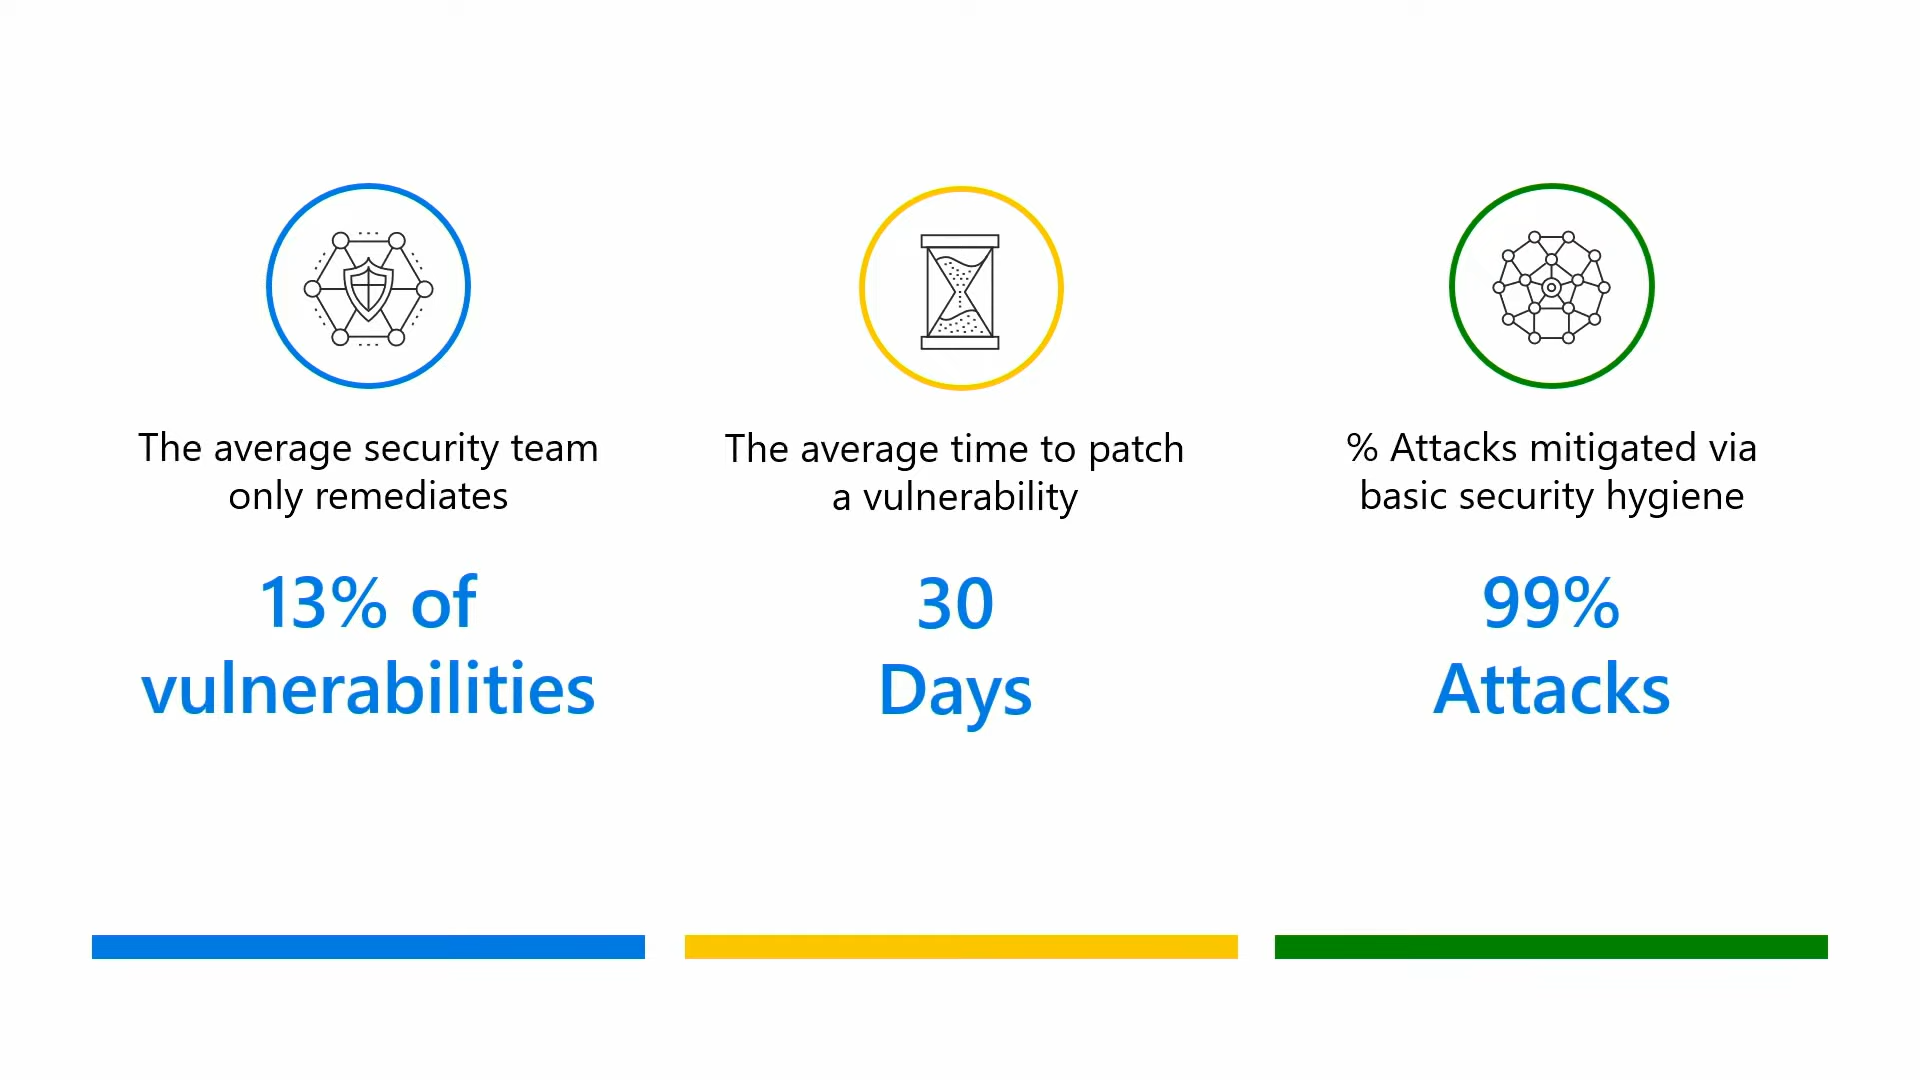 The average security team
only remediates
13% of
vulnerabilities
The average time to patch
a vulnerability
30
Days
% Attacks mitigated via
basic security hygiene
99%
Attacks